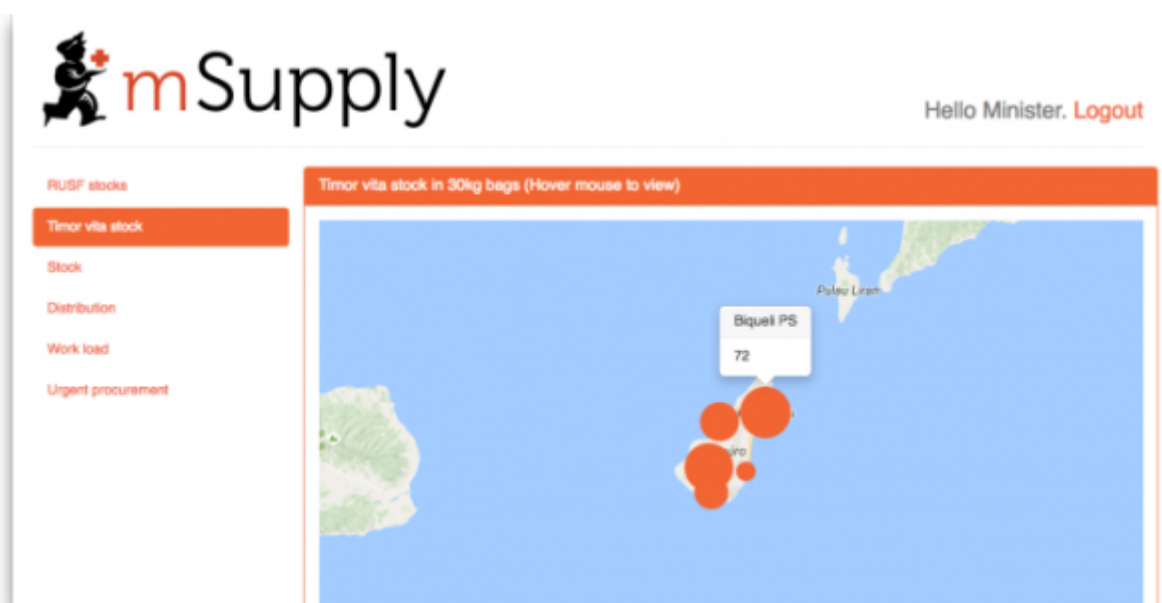 mSupply
Hello Minister. Logout
RUSF stocks
Timor vita stock
Stock
Distribution
Work load
Urgent procurement
Timor vita stock in 30kg bags (Hover mouse to view)
Pulau Liran
Biqueli PS
72